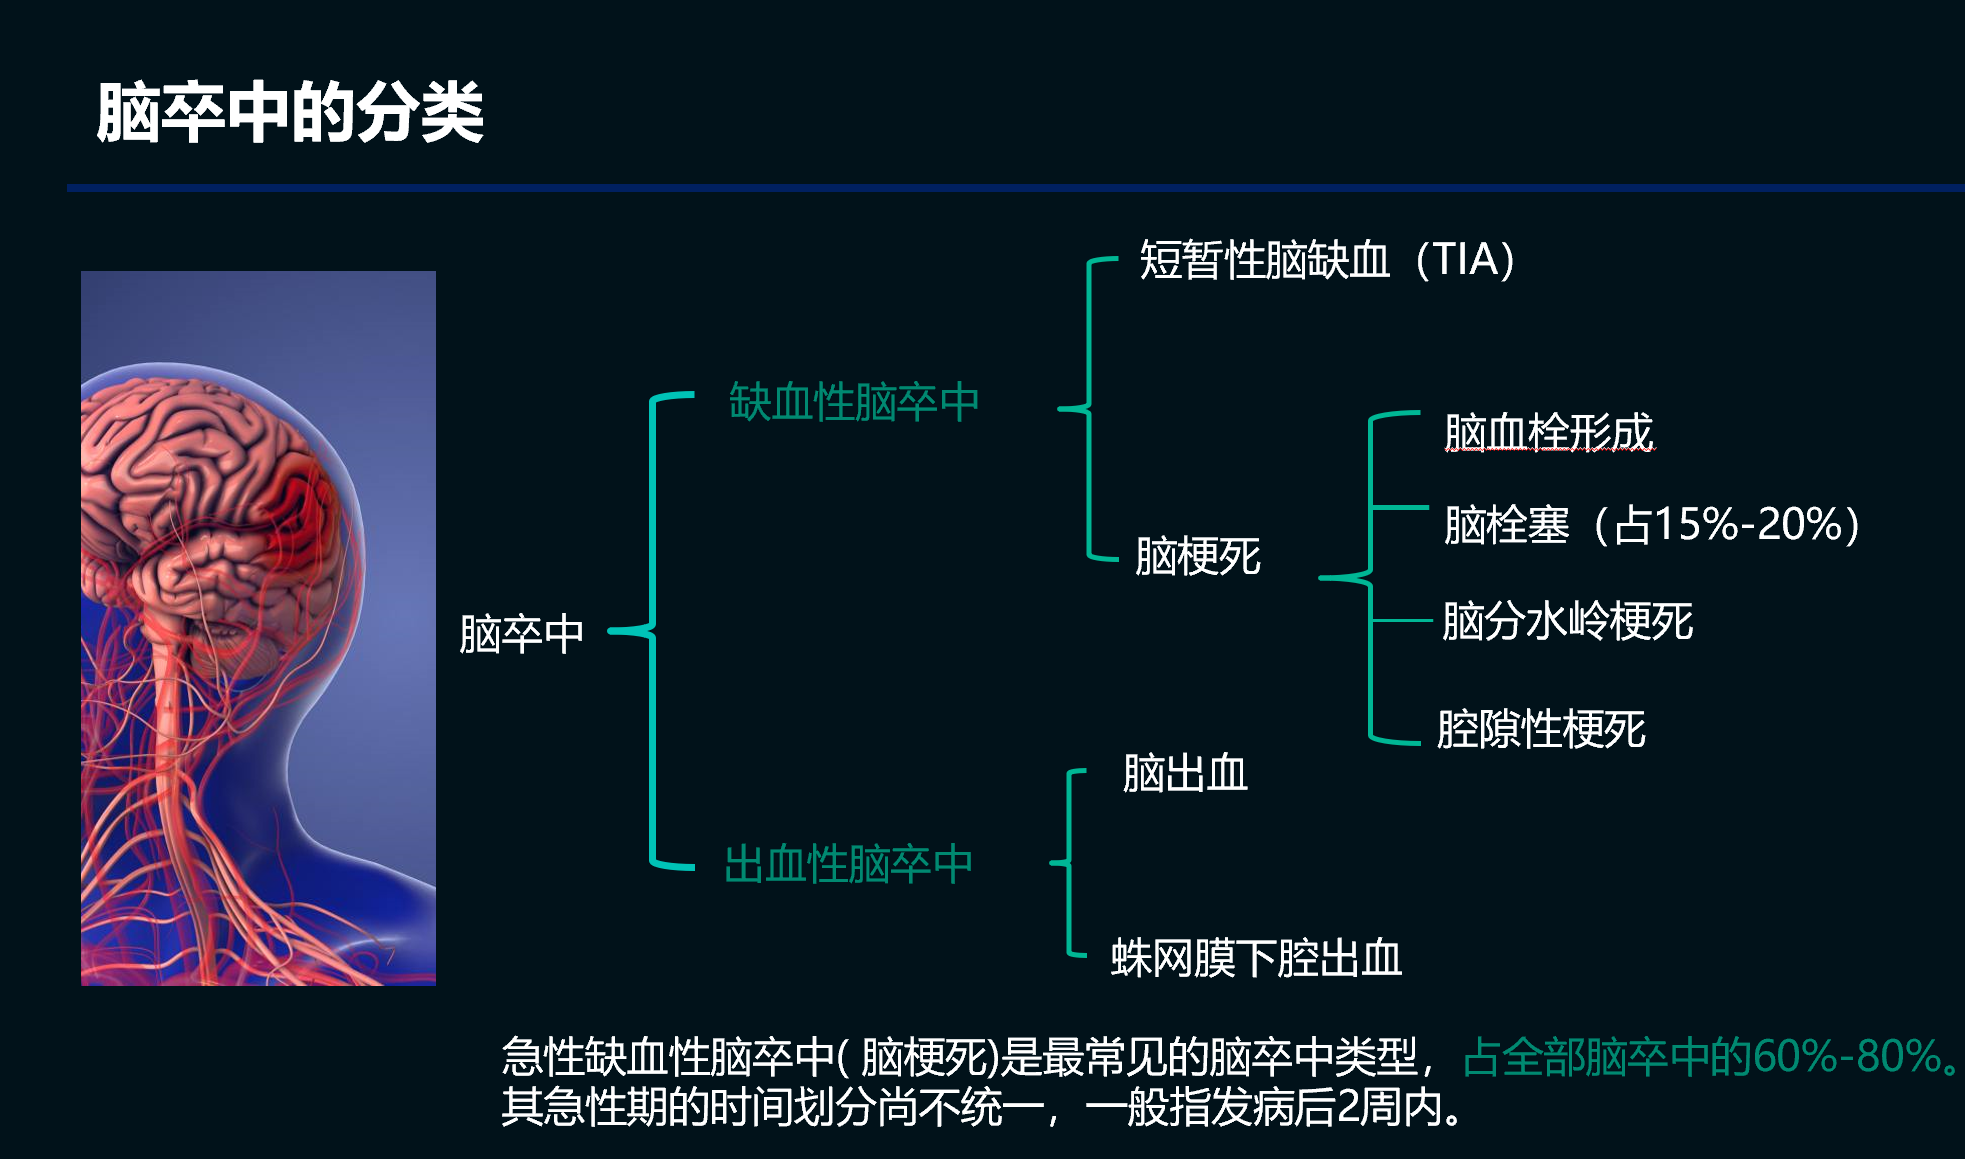 脑卒中的分类
短暂性脑缺血（TIA）
缺血性脑卒中
脑血栓形成
脑栓塞（占15%-20%）
脑梗死
脑分水岭梗死
脑卒中
腔隙性梗死
脑出血
出血性脑卒中
蛛网膜下腔出血
急性缺血性脑卒中( 脑梗死)是最常见的脑卒中类型，占全部脑卒中的60%-80%。
其急性期的时间划分尚不统一，一般指发病后2周内。